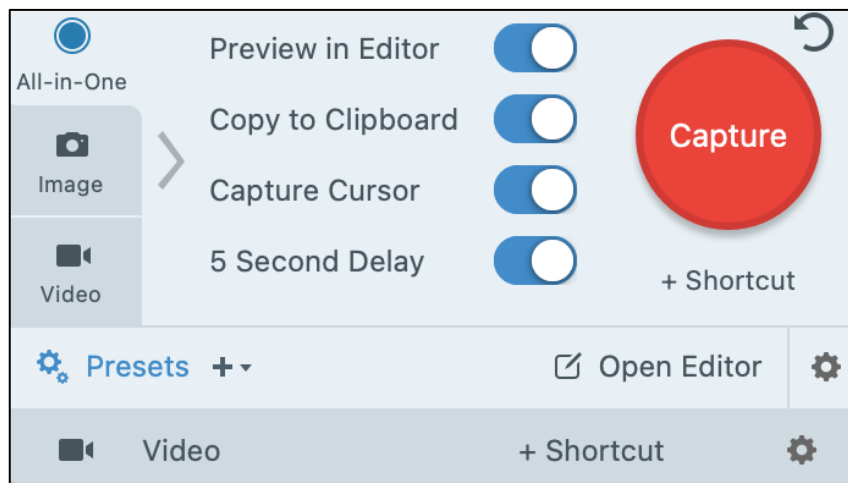 All-in-One
Image
Video
Preview in Editor
Copy to Clipboard
Capture Cursor
5 Second Delay
Capture
+ Shortcut
Presets +
Open Editor
Video + Shortcut